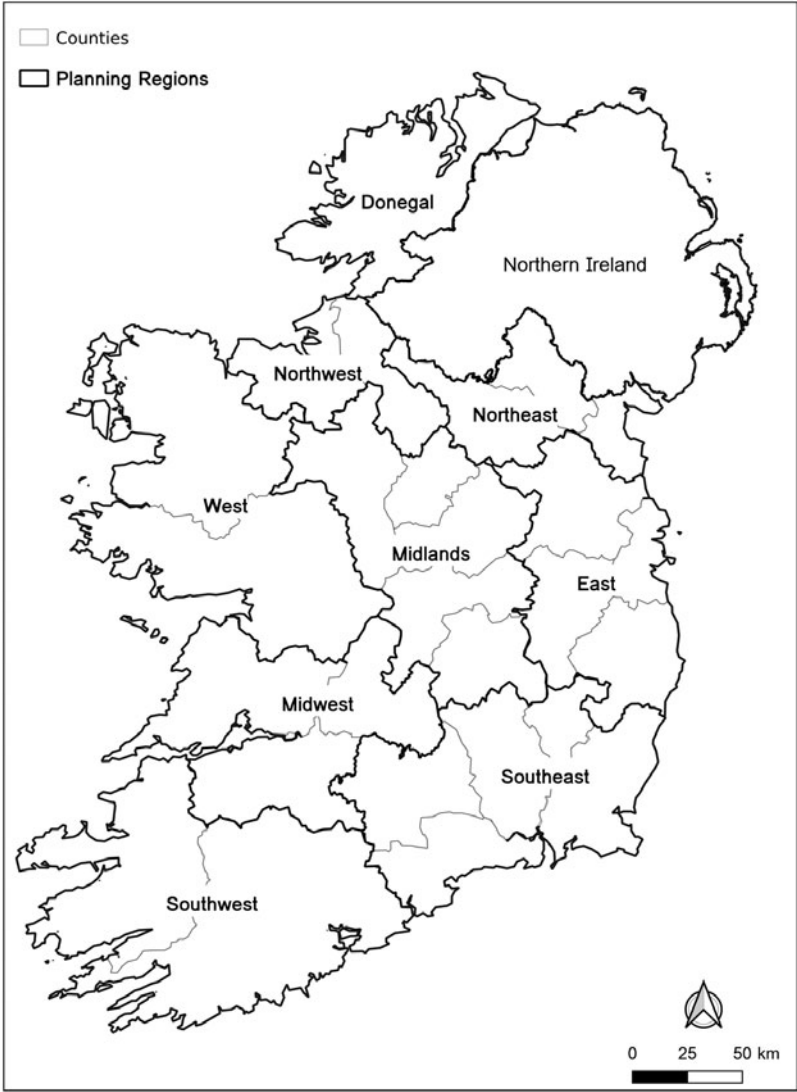 Counties
Planning Regions
Donegal
Northern Ireland
Northwest
Northeast
West
Midlands
East
Midwest
Southeast
Southwest
0 25 50 km